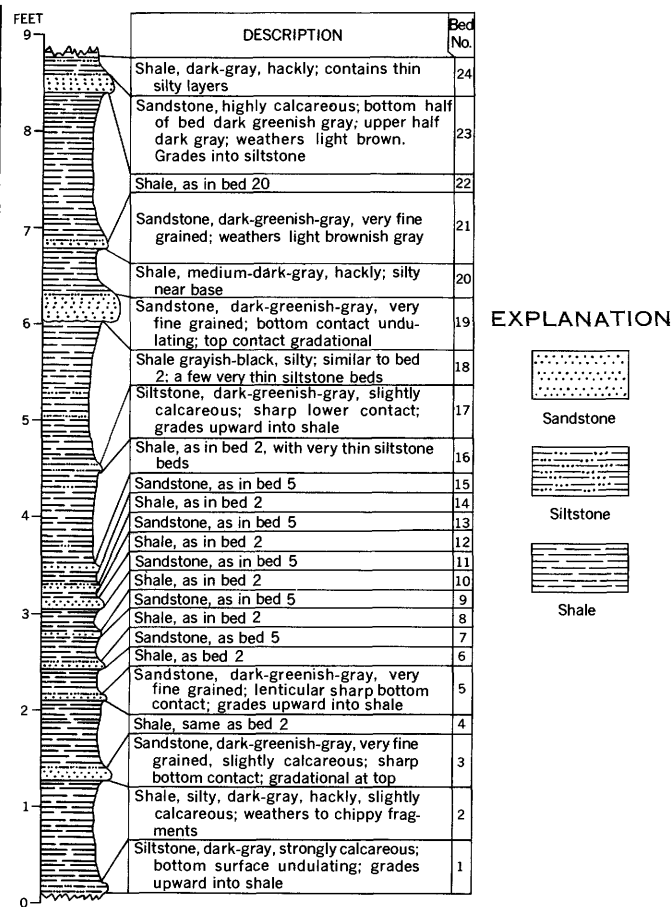 FEET
9
8
7
6
5
4
3
2
1
0
DESCRIPTION
Bed
No.
Shale, dark-gray, hackly; contains thin
silty layers
24
Sandstone, highly calcareous; bottom half
of bed dark greenish gray; upper half
dark gray; weathers light brown.
Grades into siltstone
23
Shale, as in bed 20
22
Sandstone, dark-greenish-gray, very fine
grained; weathers light brownish gray
21
Shale, medium-dark-gray, hackly; silty
near base
20
Sandstone, dark-greenish-gray, very
fine grained; bottom contact undu-
lating; top contact gradational
19
Shale grayish-black, silty; similar to bed
2; a few very thin siltstone beds
18
Siltstone, dark-greenish-gray, slightly
calcareous; sharp lower contact;
grades upward into shale
17
Shale, as in bed 2, with very thin siltstone
beds
16
Sandstone, as in bed 5
15
Shale, as in bed 2
14
Sandstone, as in bed 5
13
Shale, as in bed 2
12
Sandstone, as in bed 5
11
Shale, as in bed 2
10
Sandstone, as in bed 5
9
Shale, as in bed 2
8
Sandstone, as bed 5
7
Shale, as bed 2
6
Sandstone, dark-greenish-gray, very
fine grained; lenticular sharp bottom
contact; grades upward into shale
5
Shale, same as bed 2
4
Sandstone, dark-greenish-gray, very fine
grained, slightly calcareous; sharp
bottom contact; gradational at top
3
Shale, silty, dark-gray, hackly, slightly
calcareous; weathers to chippy frag-
ments
2
Siltstone, dark-gray, strongly calcareous;
bottom surface undulating; grades
upward into shale
1
EXPLANATION
Sandstone
Siltstone
Shale